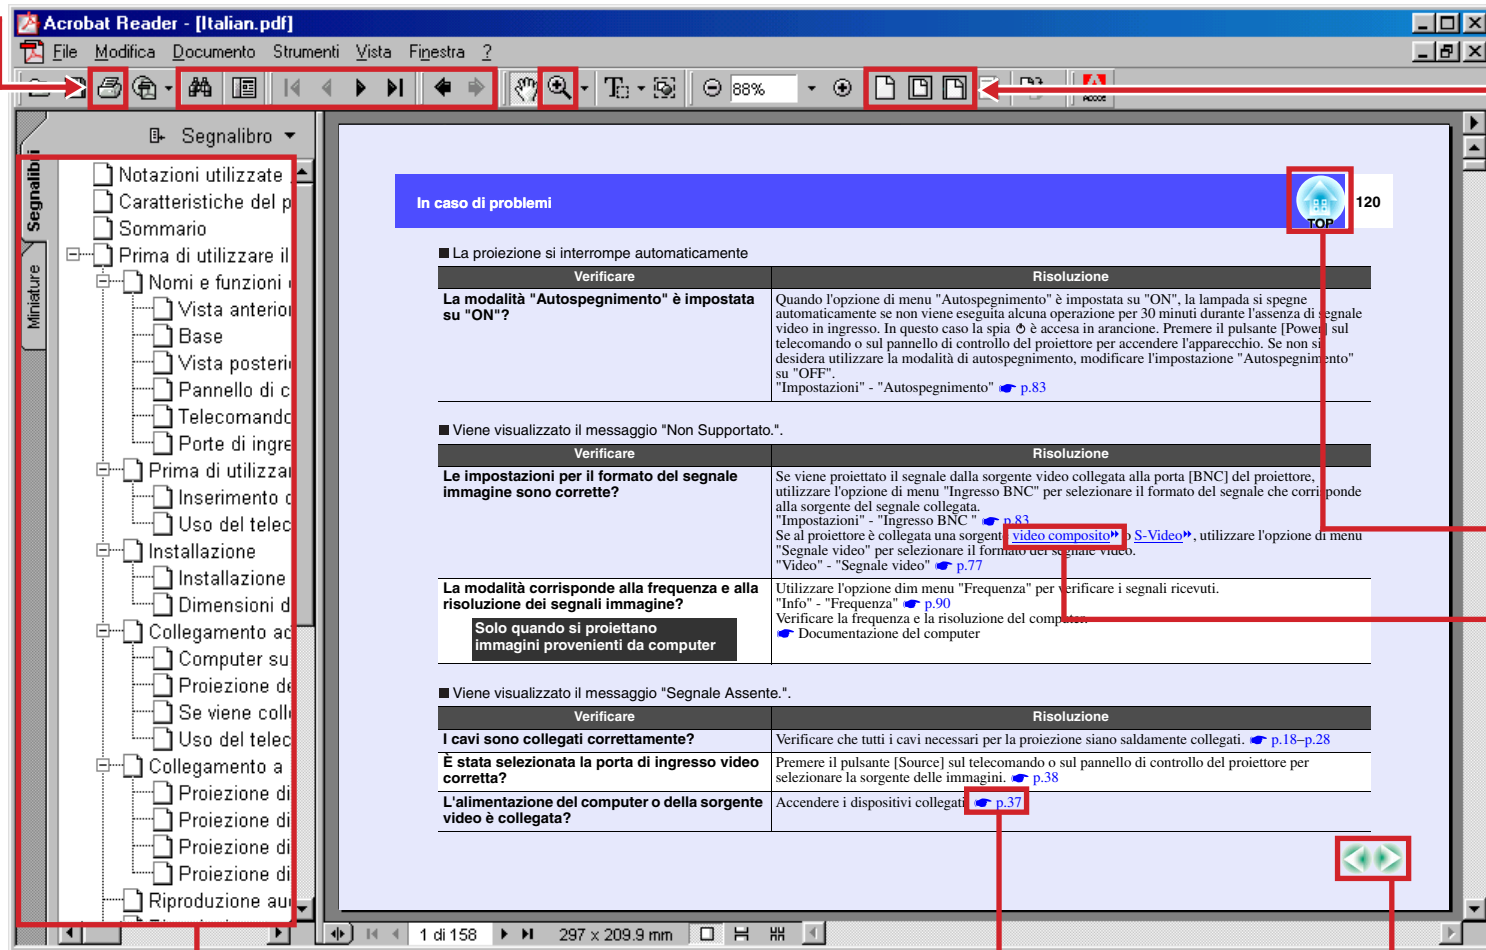 Acrobat Reader - [Italian.pdf]
File Modifica Documento Strumenti Vista Finestra ?
88%
Adobe
Segnalibri
Miniature
Segnalibro
Notazioni utilizzate
Caratteristiche del p
Sommario
Prima di utilizzare il
Nomi e funzioni
Vista anterior
Base
Vista posterio
Pannello di c
Telecomando
Porte di ingre
Prima di utilizzar
Inserimento
Uso del telec
Installazione
Installazione
Dimensioni d
Collegamento ad
Computer su
Proiezione de
Se viene colle
Uso del telec
Collegamento a
Proiezione di
Proiezione di
Proiezione di
Proiezione di
Riproduzione au
In caso di problemi
TOP
120
■ La proiezione si interrompe automaticamente
Verificare Risoluzione
La modalità "Autospegnimento" è impostata
su "ON"?
Quando l'opzione di menu "Autospegnimento" è impostata su "ON", la lampada si spegne
automaticamente se non viene eseguita alcuna operazione per 30 minuti durante l'assenza di segnale
video in ingresso. In questo caso la spia è accesa in arancione. Premere il pulsante [Power] sul
telecomando o sul pannello di controllo del proiettore per accendere l'apparecchio. Se non si
desidera utilizzare la modalità di autospegnimento, modificare l'impostazione "Autospegnimento"
su "OFF".
"Impostazioni" - "Autospegnimento" ☛ p.83
■ Viene visualizzato il messaggio "Non Supportato.".
Verificare Risoluzione
Le impostazioni per il formato del segnale
immagine sono corrette?
Se viene proiettato il segnale dalla sorgente video collegata alla porta [BNC] del proiettore,
utilizzare l'opzione di menu "Ingresso BNC" per selezionare il formato del segnale che corrisponde
alla sorgente del segnale collegata.
"Impostazioni" - "Ingresso BNC " ☛ p.83
Se al proiettore è collegata una sorgente video composito o S-Video, utilizzare l'opzione di menu
"Segnale video" per selezionare il formato del segnale video.
"Video" - "Segnale video" ☛ p.77
La modalità corrisponde alla frequenza e alla
risoluzione dei segnali immagine?
Solo quando si proiettano
immagini provenienti da computer
Utilizzare l'opzione dim menu "Frequenza" per verificare i segnali ricevuti.
"Info" - "Frequenza" ☛ p.90
Verificare la frequenza e la risoluzione del computer.
☛ Documentazione del computer
■ Viene visualizzato il messaggio "Segnale Assente.".
Verificare Risoluzione
I cavi sono collegati correttamente?
Verificare che tutti i cavi necessari per la proiezione siano saldamente collegati. ☛ p.18–p.28
È stata selezionata la porta di ingresso video
corretta?
Premere il pulsante [Source] sul telecomando o sul pannello di controllo del proiettore per
selezionare la sorgente delle immagini. ☛ p.38
L'alimentazione del computer o della sorgente
video è collegata?
Accendere i dispositivi collegati. ☛ p.37
1 di 158
297 x 209.9 mm